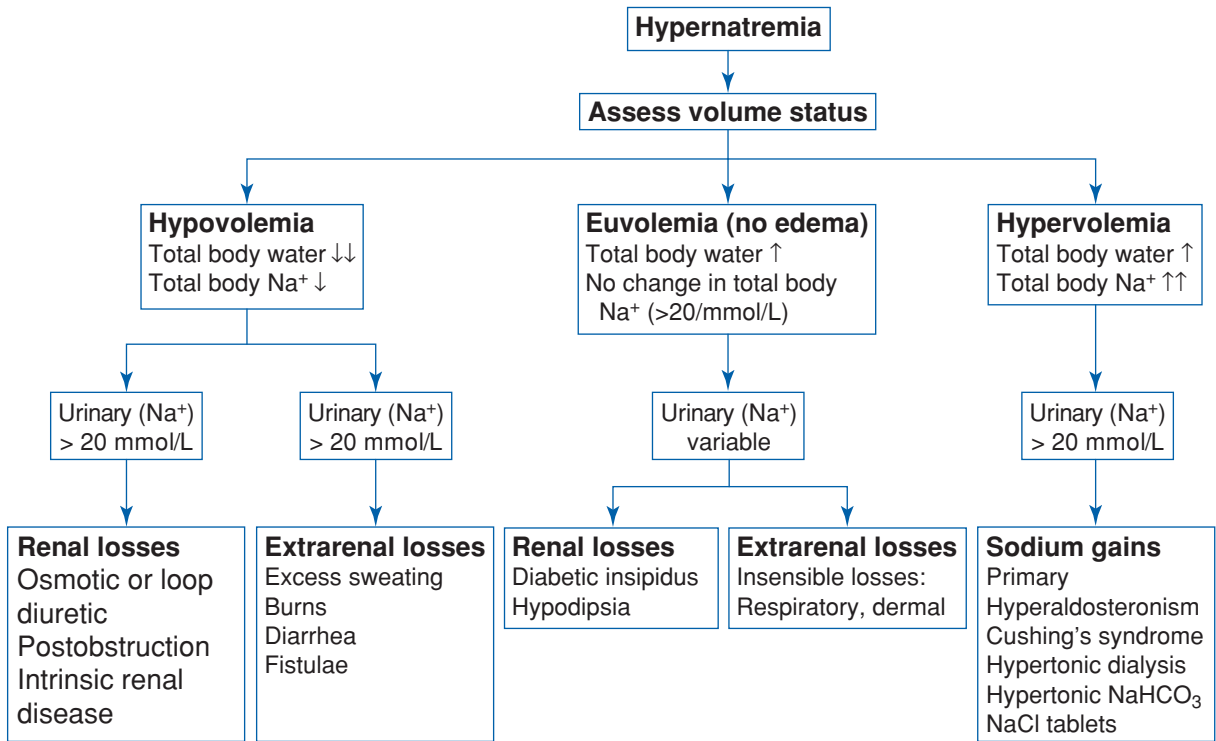 Hypernatremia
Assess volume status
Hypovolemia
Total body water ↓↓
Total body Na⁺ ↓
Euvolemia (no edema)
Total body water ↑
No change in total body
Na⁺ (>20/mmol/L)
Hypervolemia
Total body water ↑
Total body Na⁺ ↑↑
Urinary (Na⁺)
> 20 mmol/L
Urinary (Na⁺)
> 20 mmol/L
Urinary (Na⁺)
variable
Urinary (Na⁺)
> 20 mmol/L
Renal losses
Osmotic or loop
diuretic
Postobstruction
Intrinsic renal
disease
Extrarenal losses
Excess sweating
Burns
Diarrhea
Fistulae
Renal losses
Diabetic insipidus
Hypodipsia
Extrarenal losses
Insensible losses:
Respiratory, dermal
Sodium gains
Primary
Hyperaldosteronism
Cushing's syndrome
Hypertonic dialysis
Hypertonic NaHCO₃
NaCl tablets